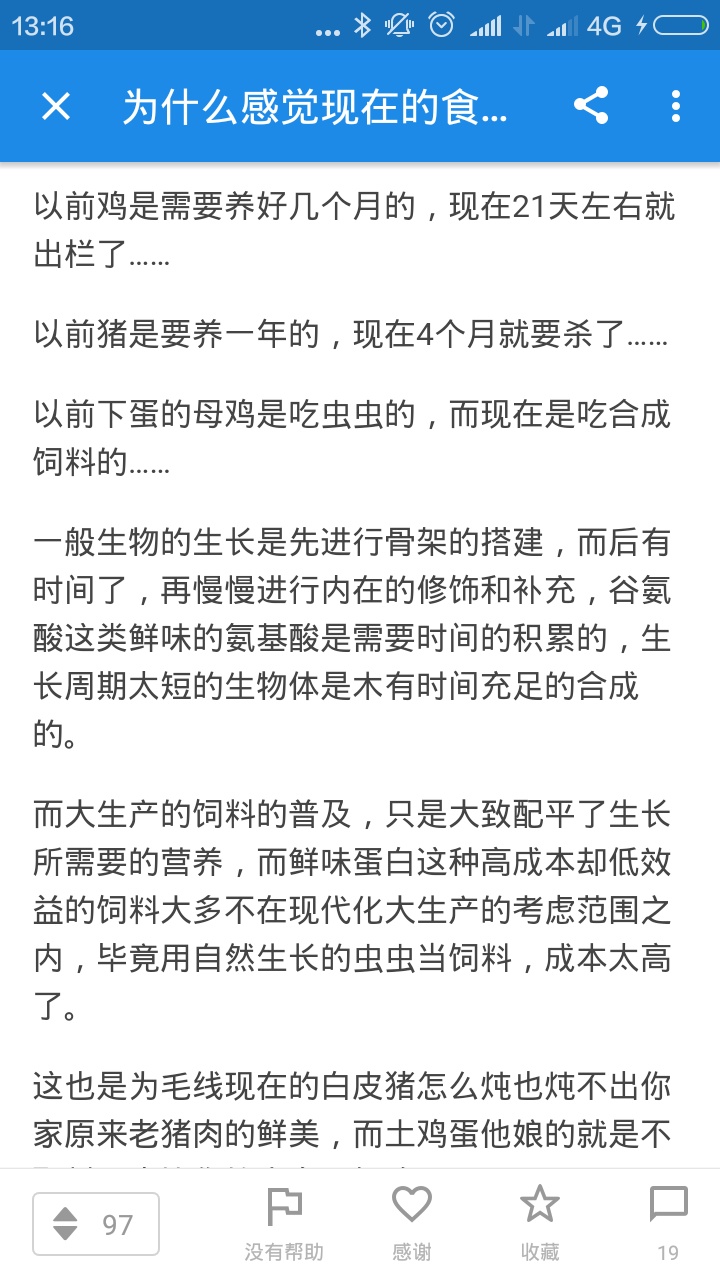 13:16
4G
为什么感觉现在的食...
以前鸡是需要养好几个月的，现在21天左右就
出栏了……
以前猪是要养一年的，现在4个月就要杀了……
以前下蛋的母鸡是吃虫虫的，而现在是吃合成
饲料的……
一般生物的生长是先进行骨架的搭建，而后有
时间了，再慢慢进行内在的修饰和补充，谷氨
酸这类鲜味的氨基酸是需要时间的积累的，生
长周期太短的生物体是木有时间充足的合成
的。
而大生产的饲料的普及，只是大致配平了生长
所需要的营养，而鲜味蛋白这种高成本却低效
益的饲料大多不在现代化大生产的考虑范围之
内，毕竟用自然生长的虫虫当饲料，成本太高
了。
这也是为毛线现在的白皮猪怎么炖也炖不出你
家原来老猪肉的鲜美，而土鸡蛋他娘的就是不
97
没有帮助
感谢
收藏
19